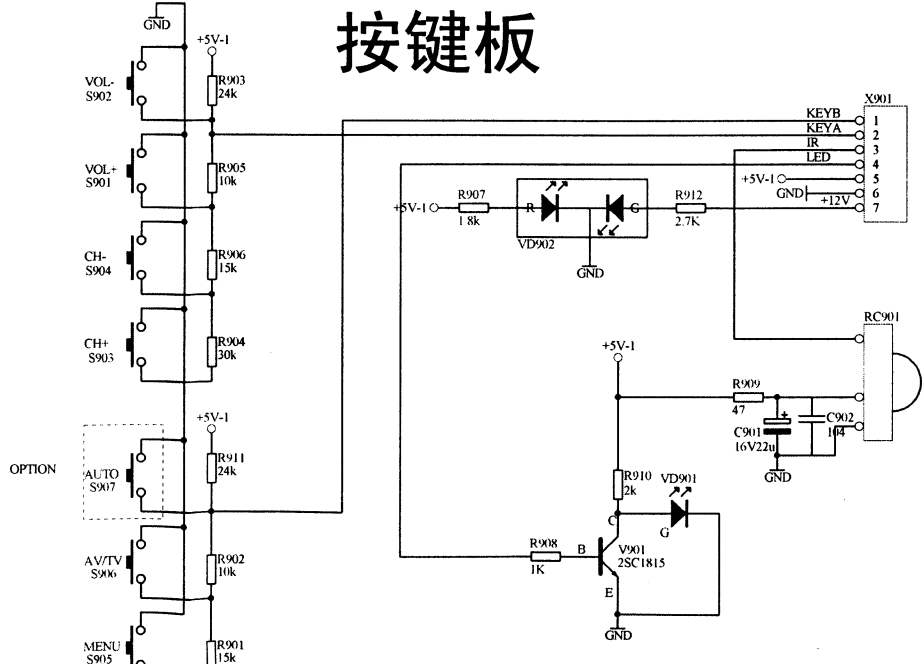 按键板
GND
+5V-1
VOL-
S902
R903
24k
X901
KEYB
1
KEYA
2
IR
3
LED
4
+5V-1
5
GND
6
+12V
7
VOL+
S901
R905
10k
+5V-1
R907
1 8k
R
G
R912
2.7K
VD902
GND
CH-
S904
R906
15k
CH+
S903
R904
30k
RC901
+5V-1
R909
47
C901
16V22u
+
C902
104
GND
+5V-1
OPTION
AUTO
S907
R911
24k
R910
2k
VD901
G
C
R908
1K
B
V901
2SC1815
E
GND
AV/TV
S906
R902
10k
MENU
S905
R901
15k